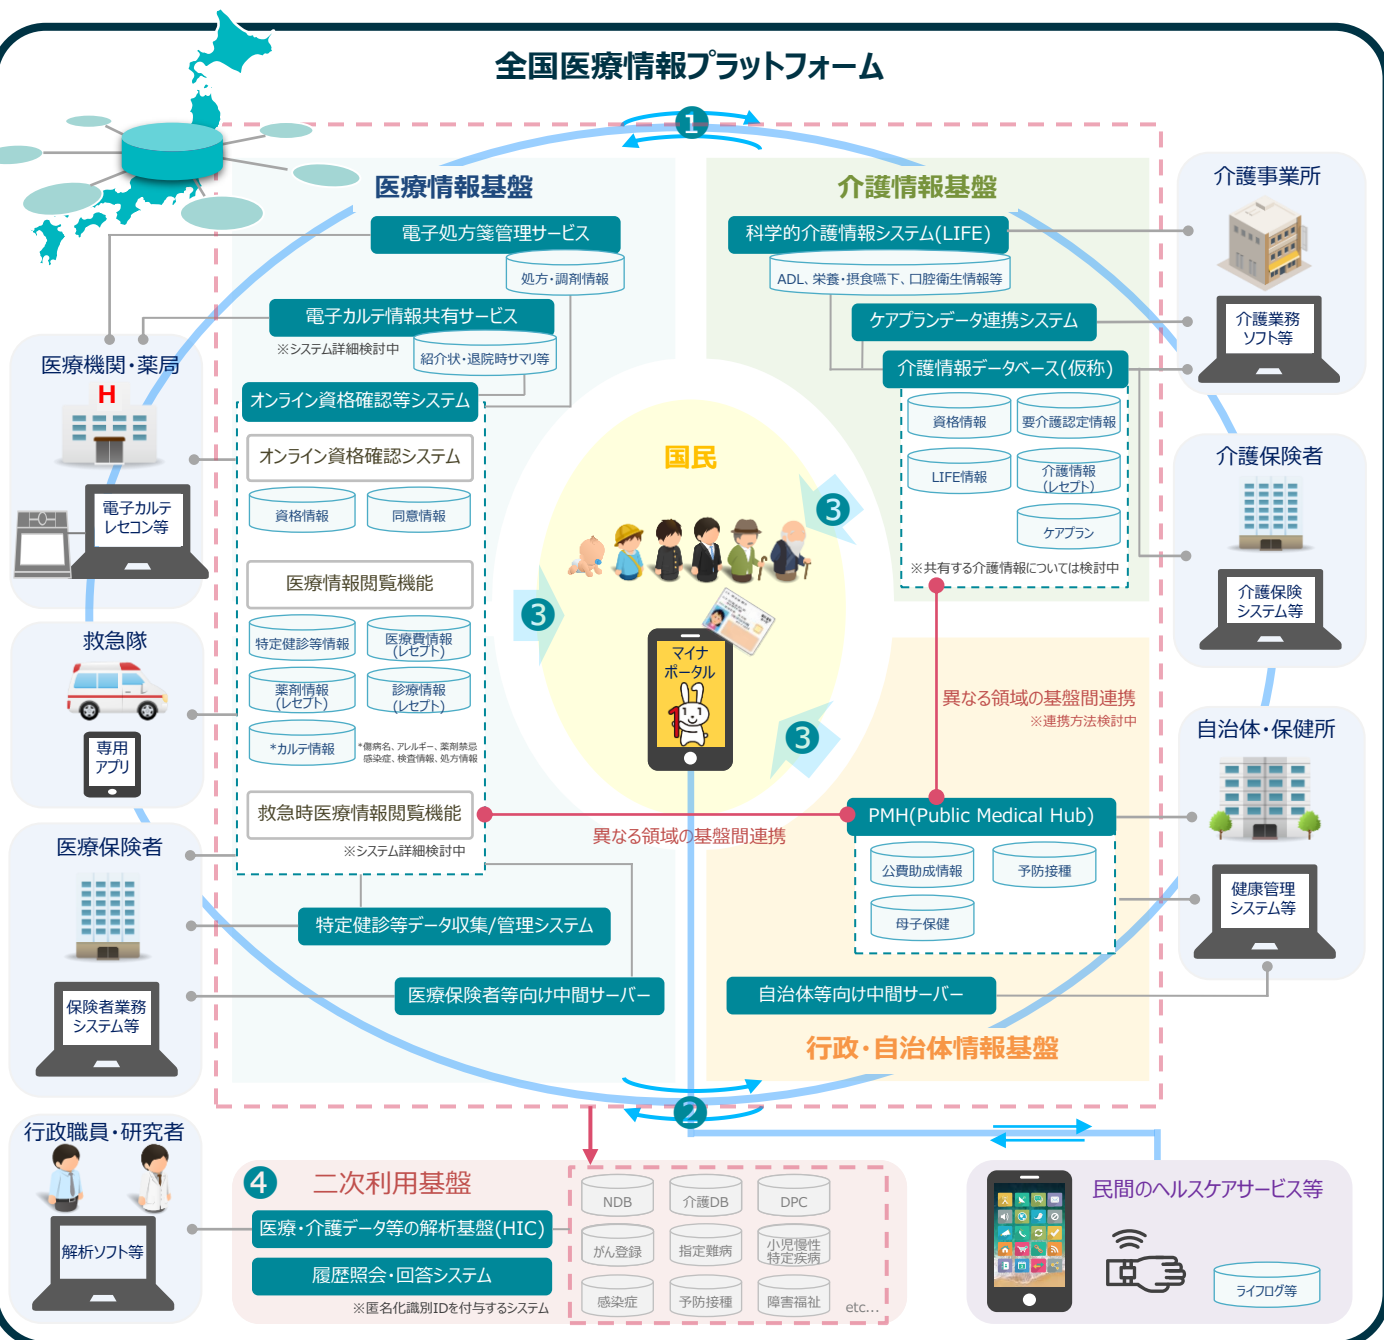 全国医療情報プラットフォーム
1
医療情報基盤
介護情報基盤
電子処方箋管理サービス
処方・調剤情報
電子カルテ情報共有サービス
※システム詳細検討中
紹介状・退院時サマリ等
オンライン資格確認等システム
オンライン資格確認システム
資格情報
同意情報
医療情報閲覧機能
特定健診等情報
医療費情報
(レセプト)
薬剤情報
(レセプト)
診療情報
(レセプト)
*カルテ情報
*傷病名、アレルギー、薬剤禁忌
感染症、検査情報、処方情報
救急時医療情報閲覧機能
※システム詳細検討中
特定健診等データ収集/管理システム
医療保険者等向け中間サーバー
科学的介護情報システム(LIFE)
ADL、栄養・摂食嚥下、口腔衛生情報等
ケアプランデータ連携システム
介護情報データベース(仮称)
資格情報
要介護認定情報
LIFE情報
介護情報
(レセプト)
ケアプラン
※共有する介護情報については検討中
国民
3
3
3
マイナ
ポータル
1
異なる領域の基盤間連携
※連携方法検討中
異なる領域の基盤間連携
PMH(Public Medical Hub)
公費助成情報
予防接種
母子保健
自治体等向け中間サーバー
行政・自治体情報基盤
2
医療機関・薬局
H
電子カルテ
レセコン等
救急隊
専用
アプリ
医療保険者
保険者業務
システム等
行政職員・研究者
解析ソフト等
介護事業所
介護業務
ソフト等
介護保険者
介護保険
システム等
自治体・保健所
健康管理
システム等
4
二次利用基盤
医療・介護データ等の解析基盤(HIC)
履歴照会・回答システム
※匿名化識別IDを付与するシステム
NDB
介護DB
DPC
がん登録
指定難病
小児慢性
特定疾病
感染症
予防接種
障害福祉
etc...
民間のヘルスケアサービス等
ライフログ等